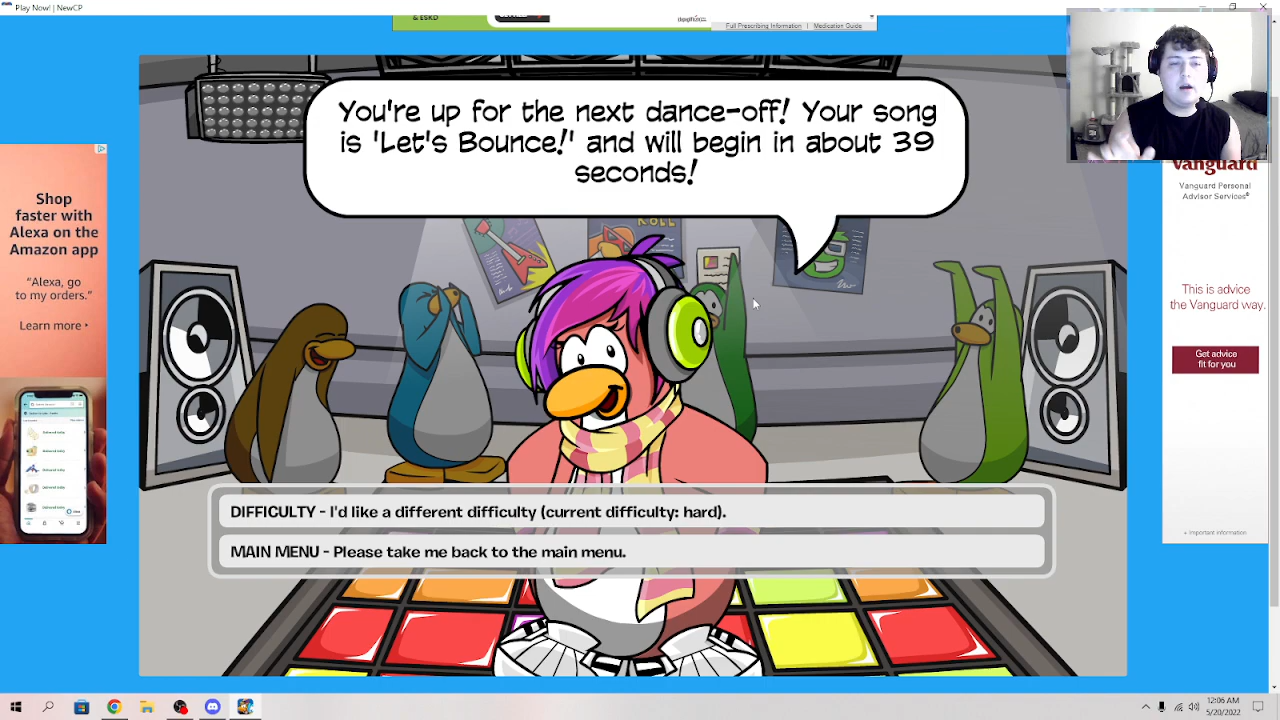 Play Now! | NewCP
& ESKD
Full Prescribing Information | Medication Guide
You're up for the next dance-off! Your song
is 'Let's Bounce!' and will begin in about 39
seconds!
Shop
faster with
Alexa on the
Amazon app
"Alexa, go
to my orders."
Learn more
Vanguard
Vanguard Personal
Advisor Services®
This is advice
the Vanguard way.
Get advice
fit for you
+ Important information
DIFFICULTY - I'd like a different difficulty (current difficulty: hard).
MAIN MENU - Please take me back to the main menu.
12:06 AM
5/20/2022